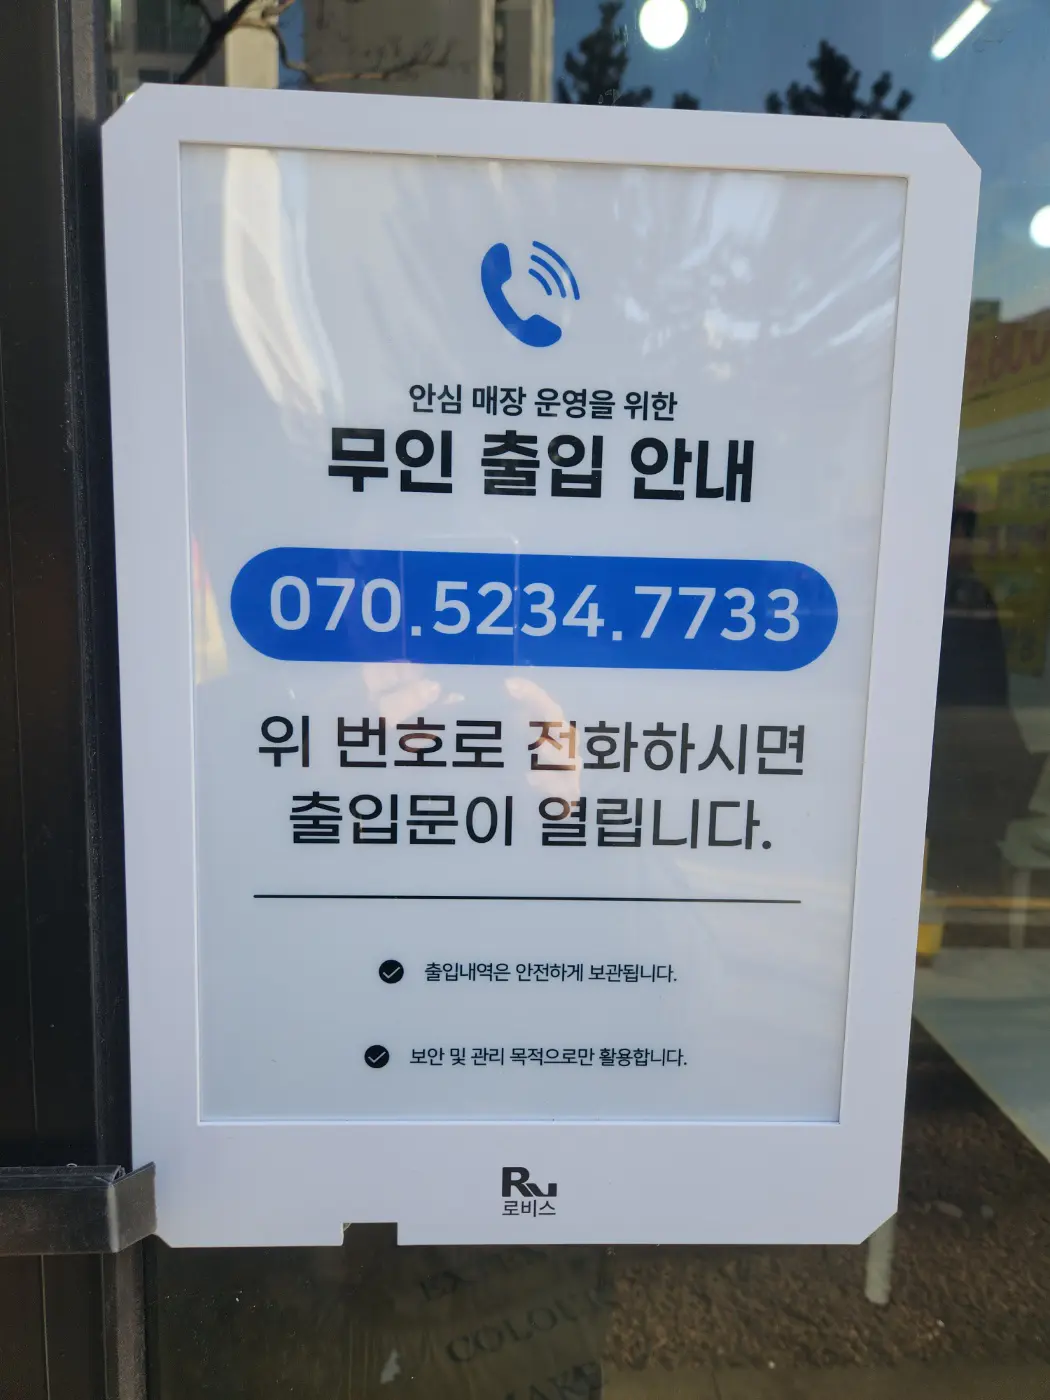 안심 매장 운영을 위한
무인 출입 안내
070.5234.7733
위 번호로 전화하시면
출입문이 열립니다.
출입내역은 안전하게 보관됩니다.
보안 및 관리 목적으로만 활용합니다.
Ru
로비스
COLOUR